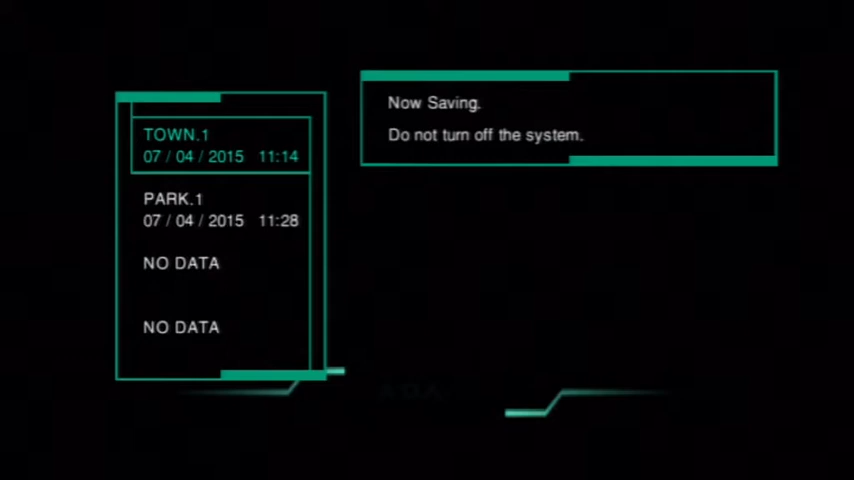 TOWN.1
07 / 04 / 2015 11:14
PARK.1
07 / 04 / 2015 11:28
NO DATA
NO DATA
Now Saving.
Do not turn off the system.